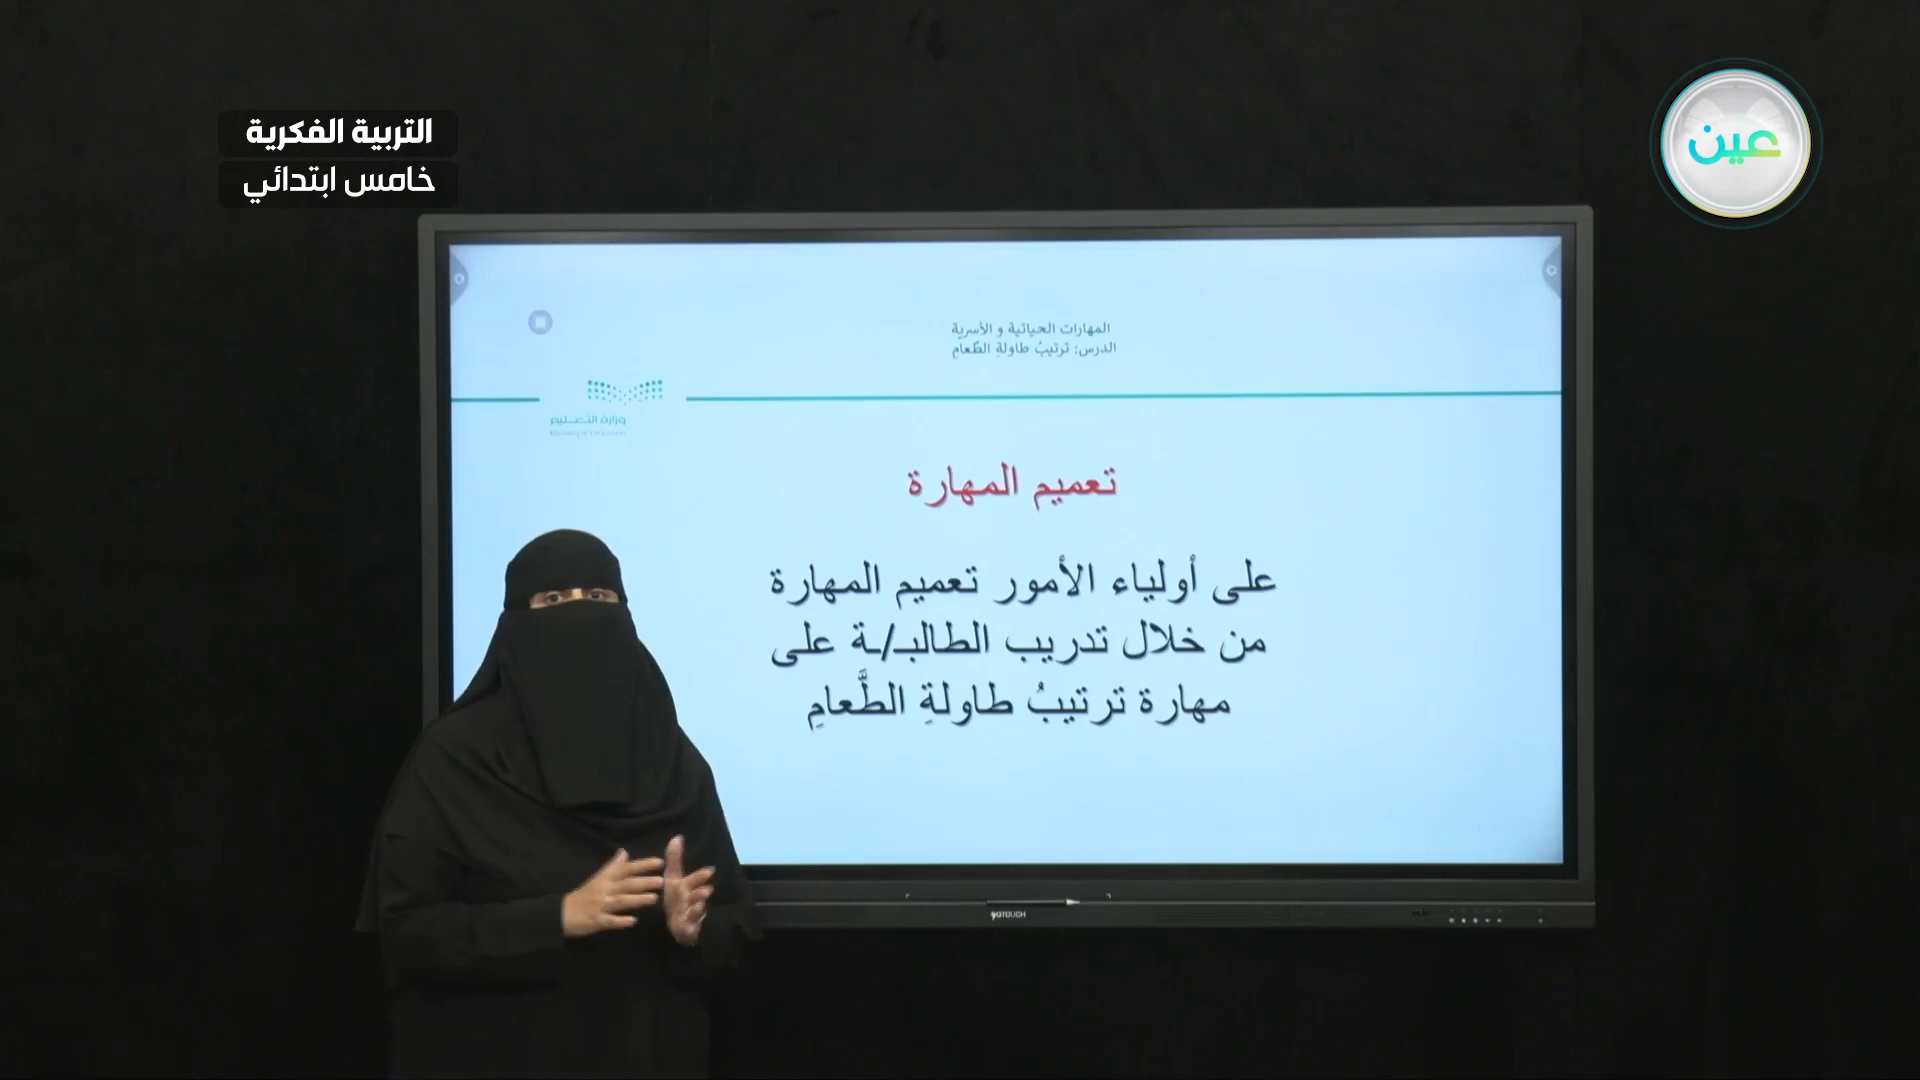 التربية الفكرية
خامس ابتدائي
عين
المهارات الحياتية و الأسرية
الدرس: ترتيبُ طاولةِ الطَّعامِ
وزارة التعليم
تعميم المهارة
على أولياء الأمور تعميم المهارة
من خلال تدريب الطالبـ/ـة على
مهارة ترتيبُ طاولةِ الطَّعامِ